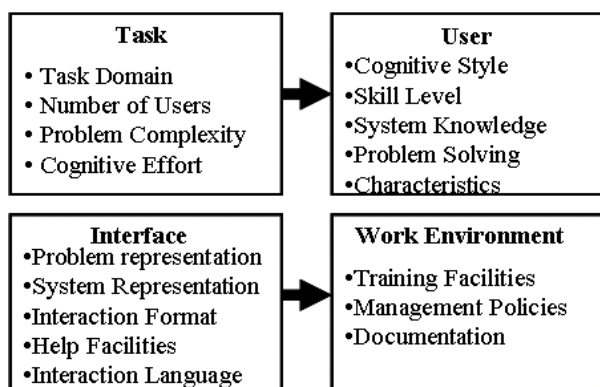 Task
• Task Domain
• Number of Users
• Problem Complexity
• Cognitive Effort
User
•Cognitive Style
•Skill Level
•System Knowledge
•Problem Solving
•Characteristics
Interface
•Problem representation
•System Representation
•Interaction Format
•Help Facilities
•Interaction Language
Work Environment
•Training Facilities
•Management Policies
•Documentation